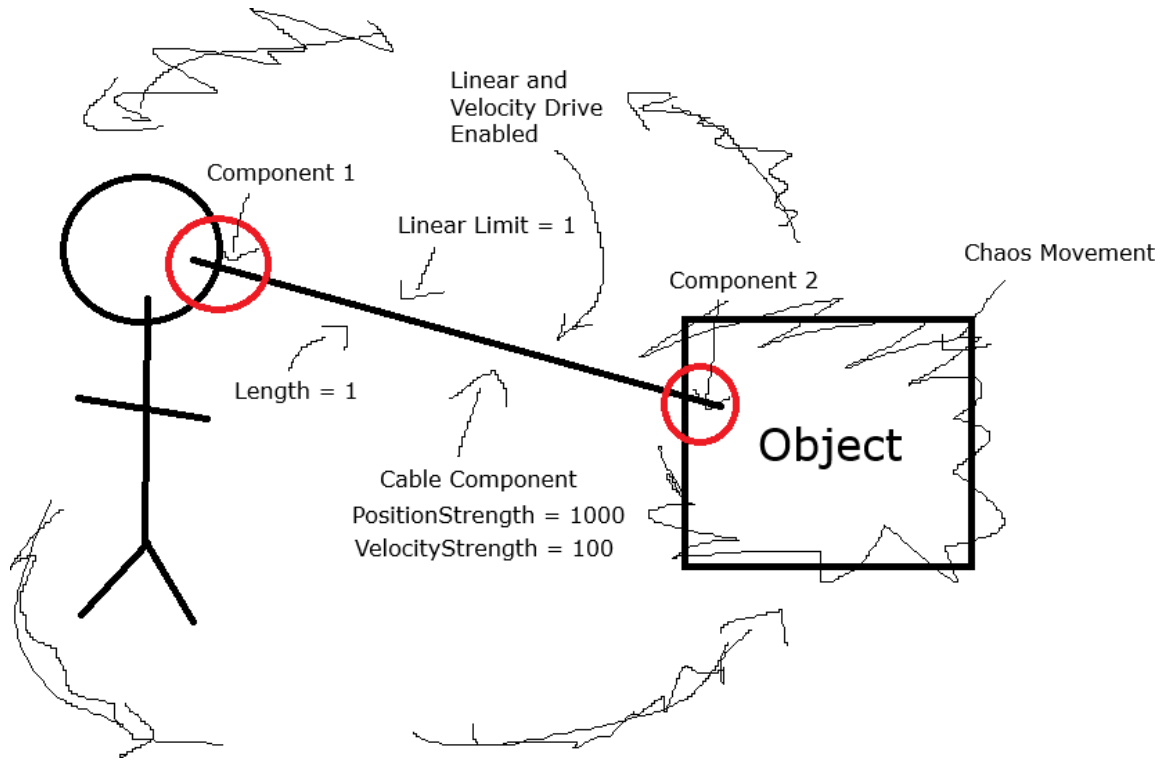 Linear and
Velocity Drive
Enabled
Component 1
Linear Limit = 1
Chaos Movement
Component 2
Length = 1
Object
Cable Component
PositionStrength = 1000
VelocityStrength = 100